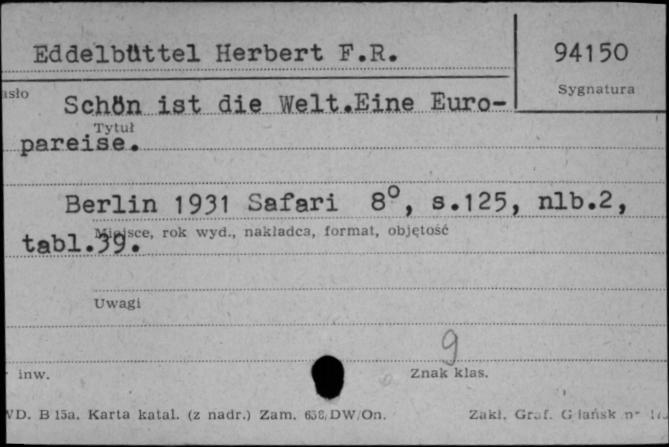 Eddelbüttel Herbert F.R.
94150
Sygnatura
asło
Schön ist die Welt.Eine Euro-
Tytuł
pareise.
Berlin 1931 Safari 8°, s.125, nlb.2,
Miejsce, rok wyd., nakładca, format, objętość
tabl.39.
Uwagi
9
inw.
Znak klas.
D. B 15a. Karta katal. (z nadr.) Zam. DW/On.
Zakł. Graf. Gdańsk